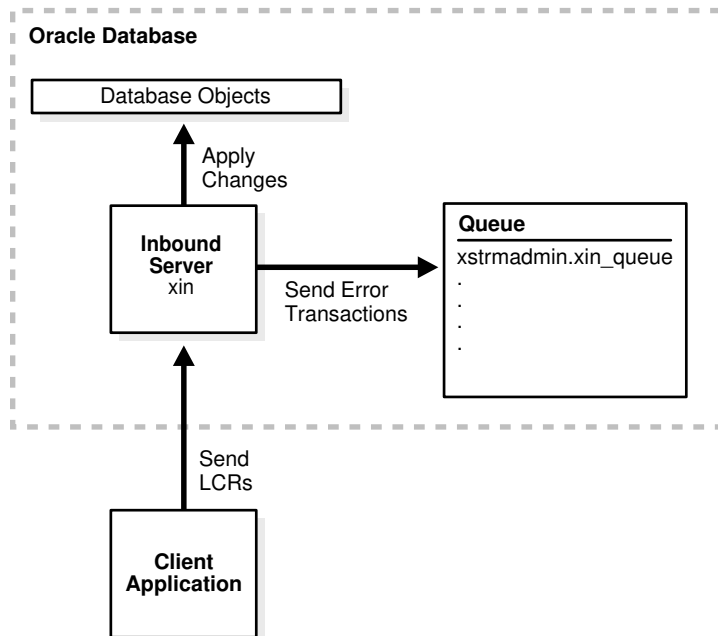 Oracle Database
Database Objects
Apply
Changes
Inbound
Server
xin
Send Error
Transactions
Queue
xstrmadmin.xin_queue
.
.
.
.
Send
LCRs
Client
Application